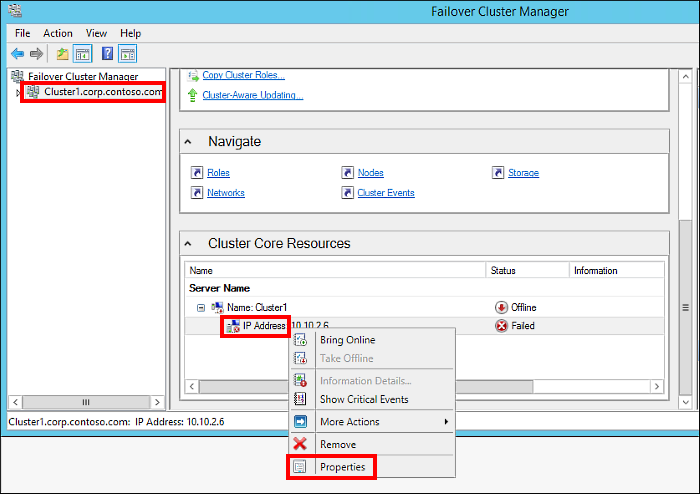 Failover Cluster Manager
File Action View Help
Failover Cluster Manager
Cluster1.corp.contoso.com
Copy Cluster Roles...
Cluster-Aware Updating...
Navigate
Roles Nodes Storage
Networks Cluster Events
Cluster Core Resources
Name Status Information
Server Name
Name: Cluster1 Offline
IP Address: 10.10.2.6 Failed
Bring Online
Take Offline
Information Details...
Show Critical Events
More Actions
Remove
Properties
Cluster1.corp.contoso.com: IP Address: 10.10.2.6